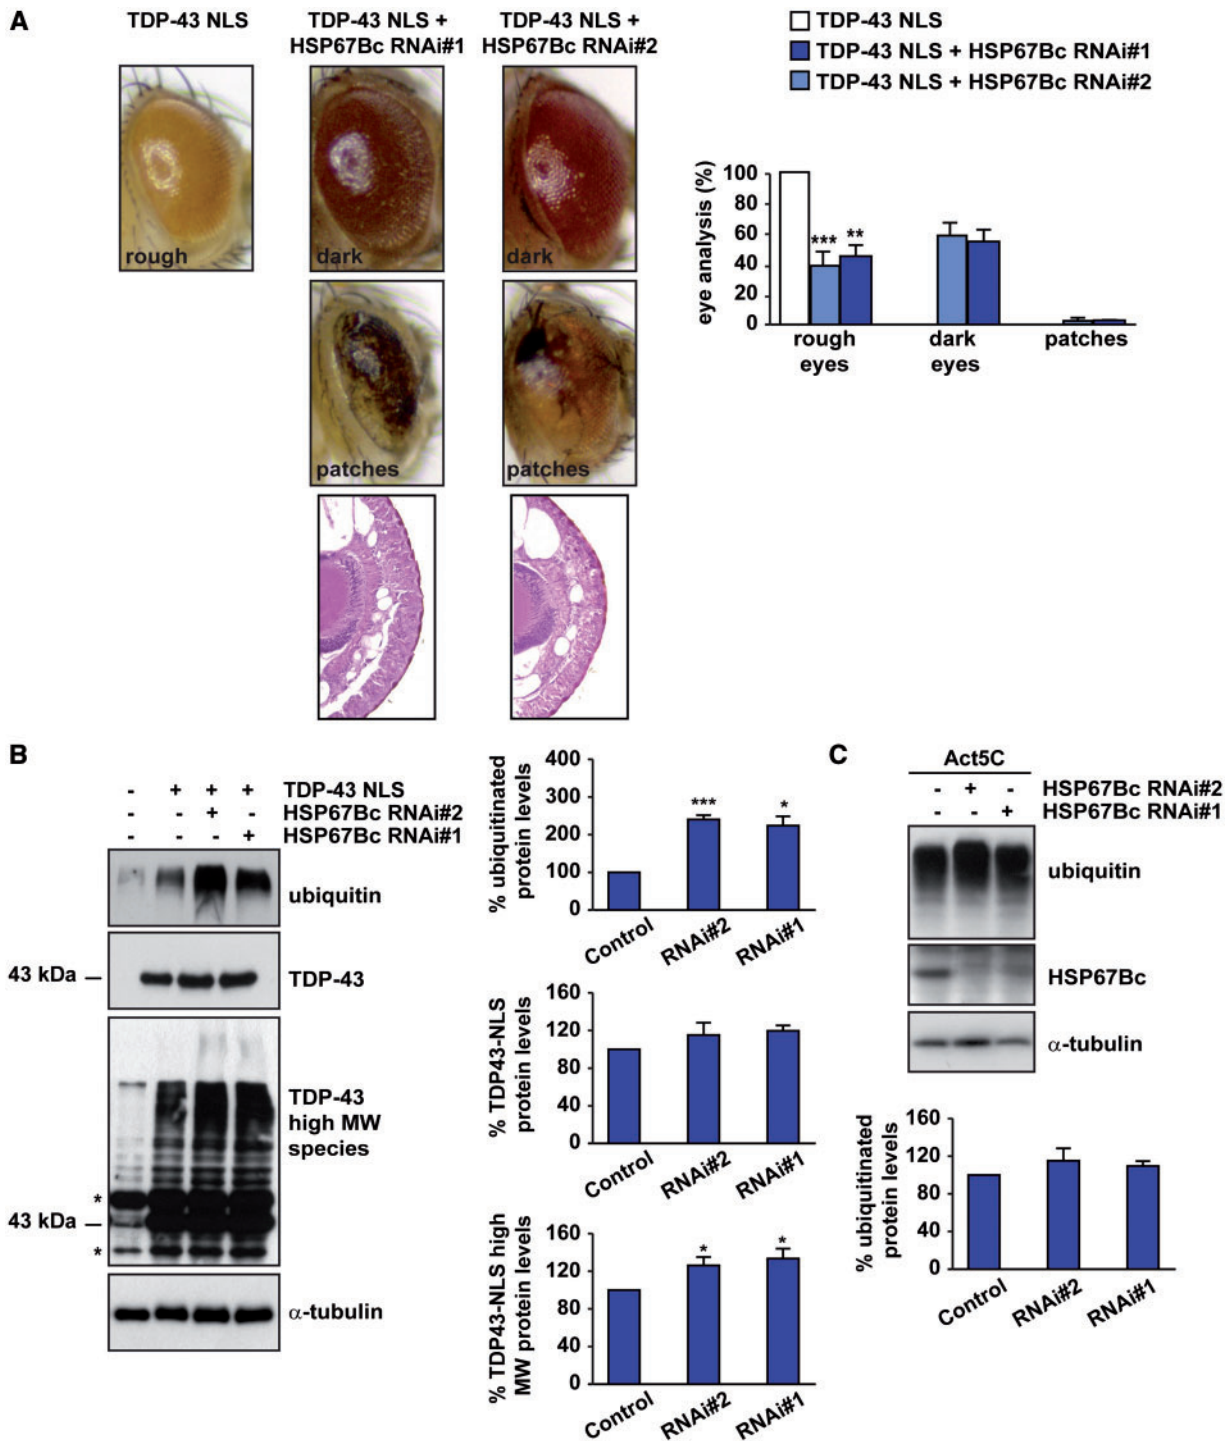 A
TDP-43 NLS
TDP-43 NLS +
HSP67Bc RNAi#1
TDP-43 NLS +
HSP67Bc RNAi#2
rough
dark
dark
patches
patches
TDP-43 NLS
TDP-43 NLS + HSP67Bc RNAi#1
TDP-43 NLS + HSP67Bc RNAi#2
eye analysis (%)
100
80
60
40
20
0
*** **
rough
eyes
dark
eyes
patches
B
- + + + TDP-43 NLS
- - + - HSP67Bc RNAi#2
- - - + HSP67Bc RNAi#1
ubiquitin
43 kDa
TDP-43
TDP-43
high MW
species
*
43 kDa
*
α-tubulin
% ubiquitinated
protein levels
400
300
200
100
0
*** *
Control RNAi#2 RNAi#1
% TDP43-NLS
protein levels
160
120
80
40
0
Control RNAi#2 RNAi#1
% TDP43-NLS high
MW protein levels
160
120
80
40
0
* *
Control RNAi#2 RNAi#1
C
Act5C
- + - HSP67Bc RNAi#2
- - + HSP67Bc RNAi#1
ubiquitin
HSP67Bc
α-tubulin
% ubiquitinated
protein levels
160
120
80
40
0
Control RNAi#2 RNAi#1